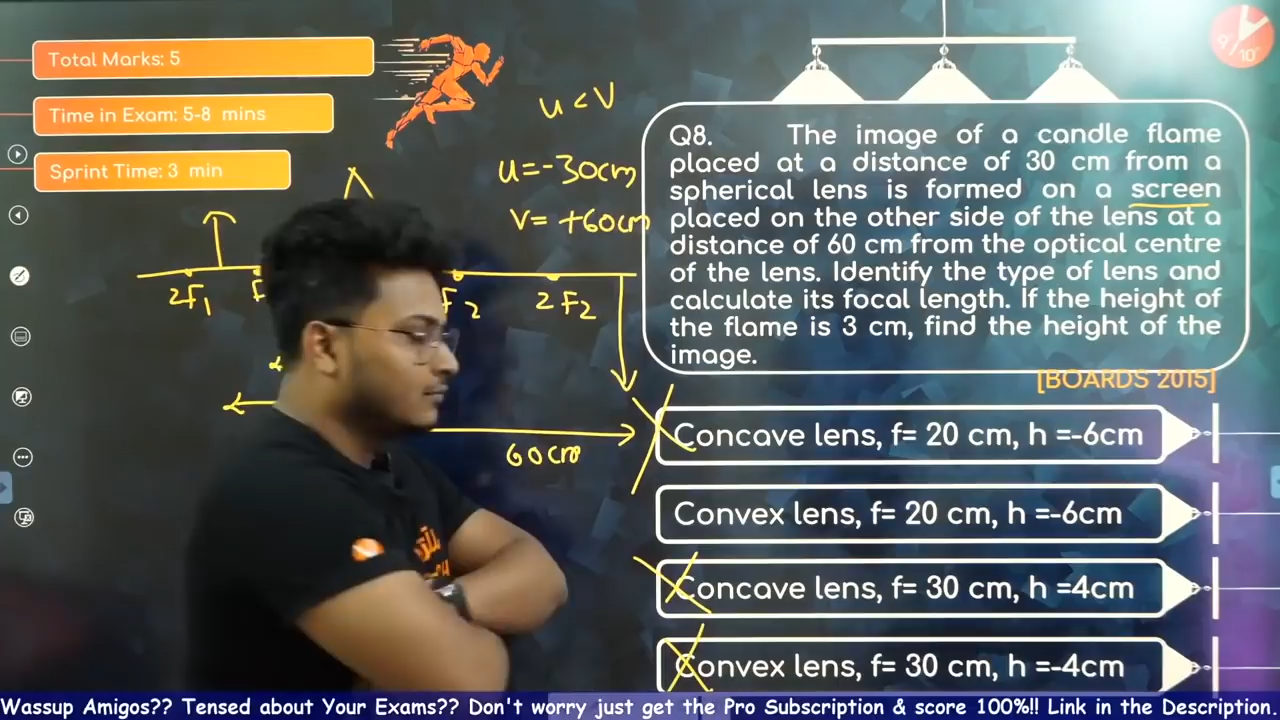 Total Marks: 5
Time in Exam: 5-8 mins
Sprint Time: 3 min
u < v
u=-30cm
v= +60cm
2F1
F
F2
2F2
60cm
9th
10th
Q8. The image of a candle flame
placed at a distance of 30 cm from a
spherical lens is formed on a screen
placed on the other side of the lens at a
distance of 60 cm from the optical centre
of the lens. Identify the type of lens and
calculate its focal length. If the height of
the flame is 3 cm, find the height of the
image.
[BOARDS 2015]
Concave lens, f= 20 cm, h =-6cm
Convex lens, f= 20 cm, h =-6cm
Concave lens, f= 30 cm, h =4cm
Convex lens, f= 30 cm, h =-4cm
Wassup Amigos?? Tensed about Your Exams?? Don't worry just get the Pro Subscription & score 100%!! Link in the Description.